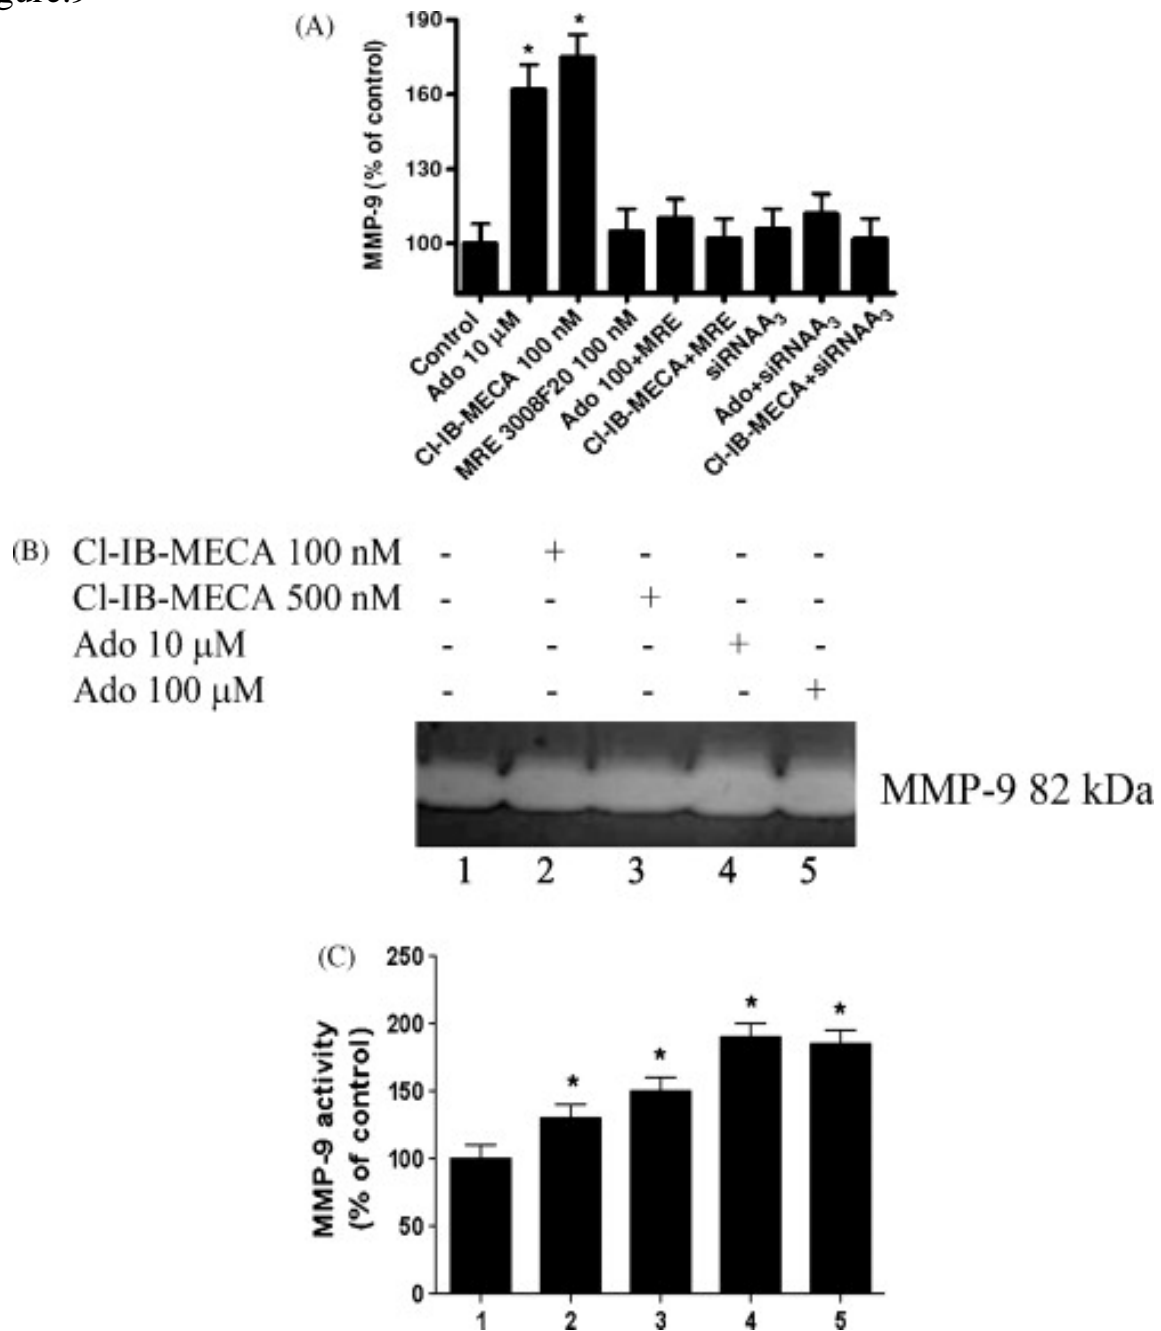 igure.9
(A)
MMP-9 (% of control)
190
160
130
100
*
*
Control
Ado 10 µM
Cl-IB-MECA 100 nM
MRE 3008F20 100 nM
Ado 100+MRE
Cl-IB-MECA+MRE
siRNAA3
Ado+siRNAA3
Cl-IB-MECA+siRNAA3
(B) Cl-IB-MECA 100 nM - + - - -
Cl-IB-MECA 500 nM - - + - -
Ado 10 µM - - - + -
Ado 100 µM - - - - +
MMP-9 82 kDa
1 2 3 4 5
(C)
MMP-9 activity
(% of control)
250
200
150
100
50
0
*
*
*
*
1 2 3 4 5